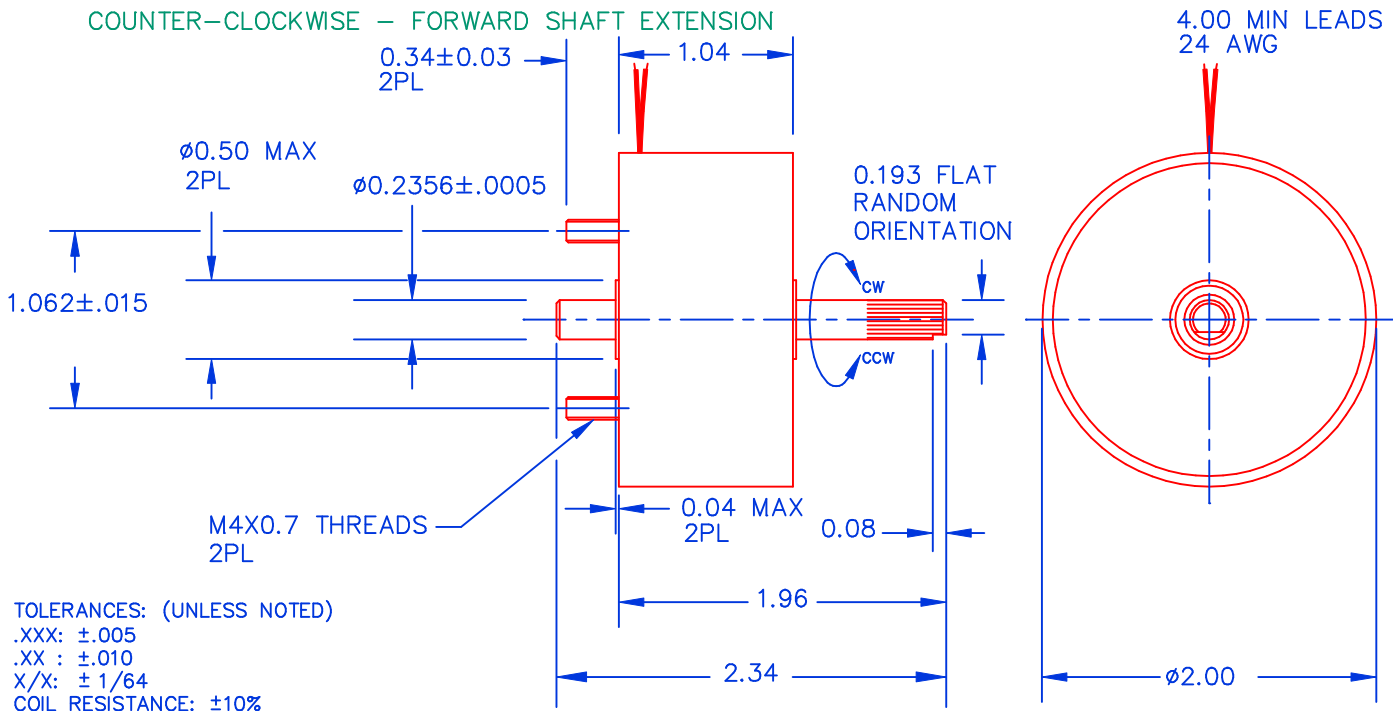 COUNTER-CLOCKWISE - FORWARD SHAFT EXTENSION
4.00 MIN LEADS
24 AWG
0.34±0.03
2PL
1.04
ø0.50 MAX
2PL
ø0.2356±.0005
0.193 FLAT
RANDOM
ORIENTATION
1.062±.015
CW
CCW
M4X0.7 THREADS
2PL
0.04 MAX
2PL
0.08
1.96
2.34
ø2.00
TOLERANCES: (UNLESS NOTED)
.XXX: ±.005
.XX : ±.010
X/X: ± 1/64
COIL RESISTANCE: ±10%